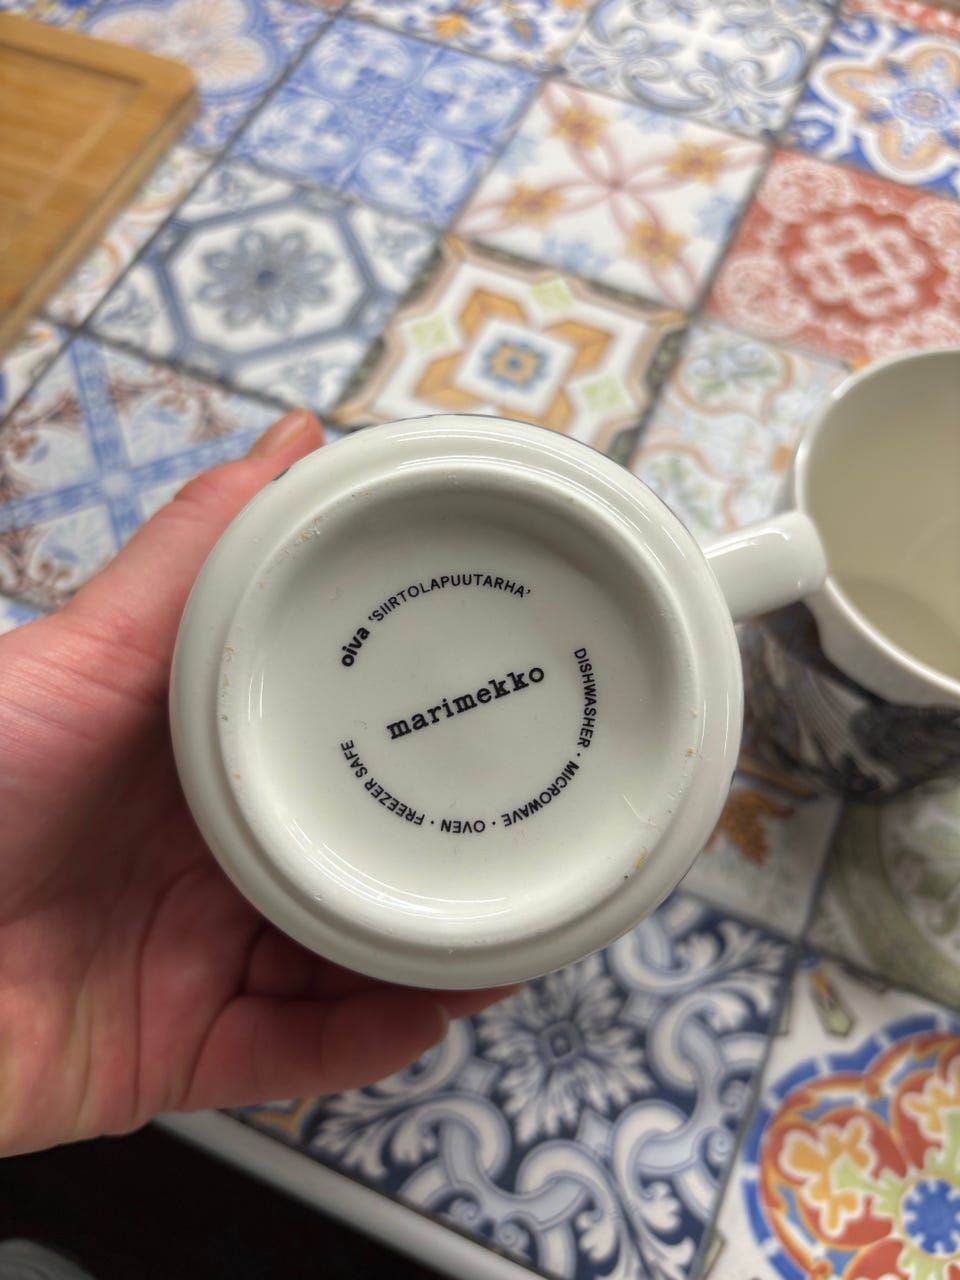 oiva 'SIIRTOLAPUUTARHA'
marimekko
DISHWASHER · MICROWAVE · OVEN · FREEZER SAFE